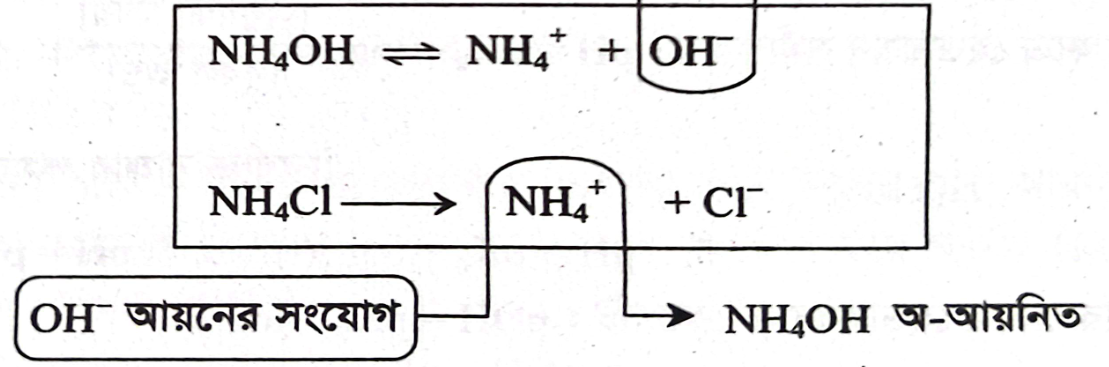 NH₄OH ⇌ NH₄⁺ + OH⁻
NH₄Cl ⟶ NH₄⁺ + Cl⁻
OH⁻ আয়নের সংযোগ → NH₄OH অ-আয়নিত